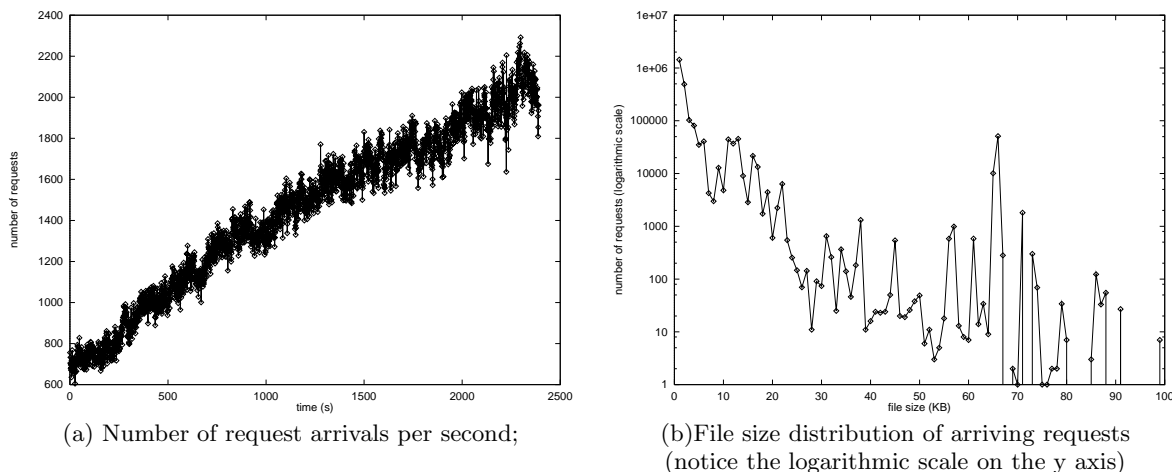 2400
2200
2000
1800
1600
1400
1200
1000
800
600
number of requests
0 500 1000 1500 2000 2500
time (s)
(a) Number of request arrivals per second;
1e+07
1e+06
100000
10000
1000
100
10
1
number of requests (logarithmic scale)
0 10 20 30 40 50 60 70 80 90 100
file size (KB)
(b)File size distribution of arriving requests
(notice the logarithmic scale on the y axis)